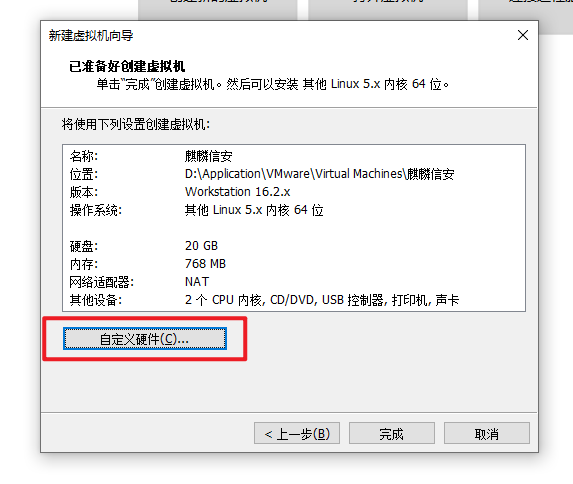 新建虚拟机向导
已准备好创建虚拟机
单击“完成”创建虚拟机。然后可以安装 其他 Linux 5.x 内核 64 位。
将使用下列设置创建虚拟机:
名称: 麒麟信安
位置: D:\Application\VMware\Virtual Machines\麒麟信安
版本: Workstation 16.2.x
操作系统: 其他 Linux 5.x 内核 64 位
硬盘: 20 GB
内存: 768 MB
网络适配器: NAT
其他设备: 2 个 CPU 内核, CD/DVD, USB 控制器, 打印机, 声卡
自定义硬件(C)...
< 上一步(B) 完成 取消